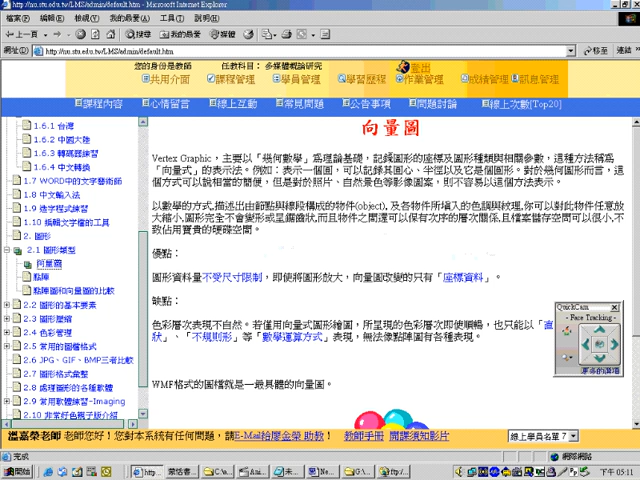 http://nu.stu.edu.tw/LMS/admin/default.htm - Microsoft Internet Explorer
檔案(F) 編輯(E) 檢視(V) 我的最愛(A) 工具(T) 說明(H)
上一頁 搜尋 我的最愛 媒體
網址(D) http://nu.stu.edu.tw/LMS/admin/default.htm 移至 連結
您的身份是教師 任教科目： 多媒體概論研究 登出
共用介面 課程管理 學員管理 學習歷程 作業管理 成績管理 訊息管理
課程內容 心情留言 線上互動 常見問題 公告事項 問題討論 線上次數[Top20]
1.6.1 台灣
1.6.2 中國大陸
1.6.3 轉碼器練習
1.6.4 中文轉換
1.7 WORD中的文字藝術師
1.8 中文輸入法
1.9 造字程式練習
1.10 編輯文字檔的工具
2. 圖形
2.1 圖形類型
向量圖
點陣
點陣圖和向量圖的比較
2.2 圖形的基本要素
2.3 圖形壓縮
2.4 色彩管理
2.5 常用的圖檔格式
2.6 JPG、GIF、BMP三者比較
2.7 圖形格式彙整
2.8 處理圖形的各種軟體
2.9 常用軟體練習-Imaging
2.10 非常好色親子版介紹
向量圖
Vertex Graphic，主要以「幾何數學」為理論基礎，記錄圖形的座標及圖形種類與相關參數，這種方法稱為
「向量式」的表示法。例如：表示一個圓，可以記錄其圓心、半徑以及它是個圓形。對於幾何圖形而言，這
個方式可以說相當的簡便，但是對於照片、自然景色等影像圖案，則不容易以這個方法表示。
以數學的方式,描述出由節點與線段構成的物件(object), 及各物件所填入的色調與紋理,你可以對此物件任意放
大縮小,圖形完全不會變形或呈鋸齒狀,而且物件之間還可以保有次序的層次關係,且檔案儲存空間可以很小,不
致佔用寶貴的硬碟空間。
優點：
圖形資料量不受尺寸限制，即使將圖形放大，向量圖改變的只有「座標資料」。
缺點：
色彩層次表現不自然。若僅用向量式圖形繪圖，所呈現的色彩層次即使順暢，也只能以「直
狀」、「不規則形」等「數學運算方式」表現，無法像點陣圖有各種表現。
WMF格式的圖檔就是一最具體的向量圖。
QuickCam
- Face Tracking -
更多的選項
溫嘉榮老師 老師您好！您對本系統有任何問題，請E-Mail給廖金榮 助教！ 教師手冊 開課須知影片 線上學員名單 7
完成 網際網路
開始 http... 蒙恬書... C:\... Ani... 未... Ne... G:\... ftp:/... 下午 05:11